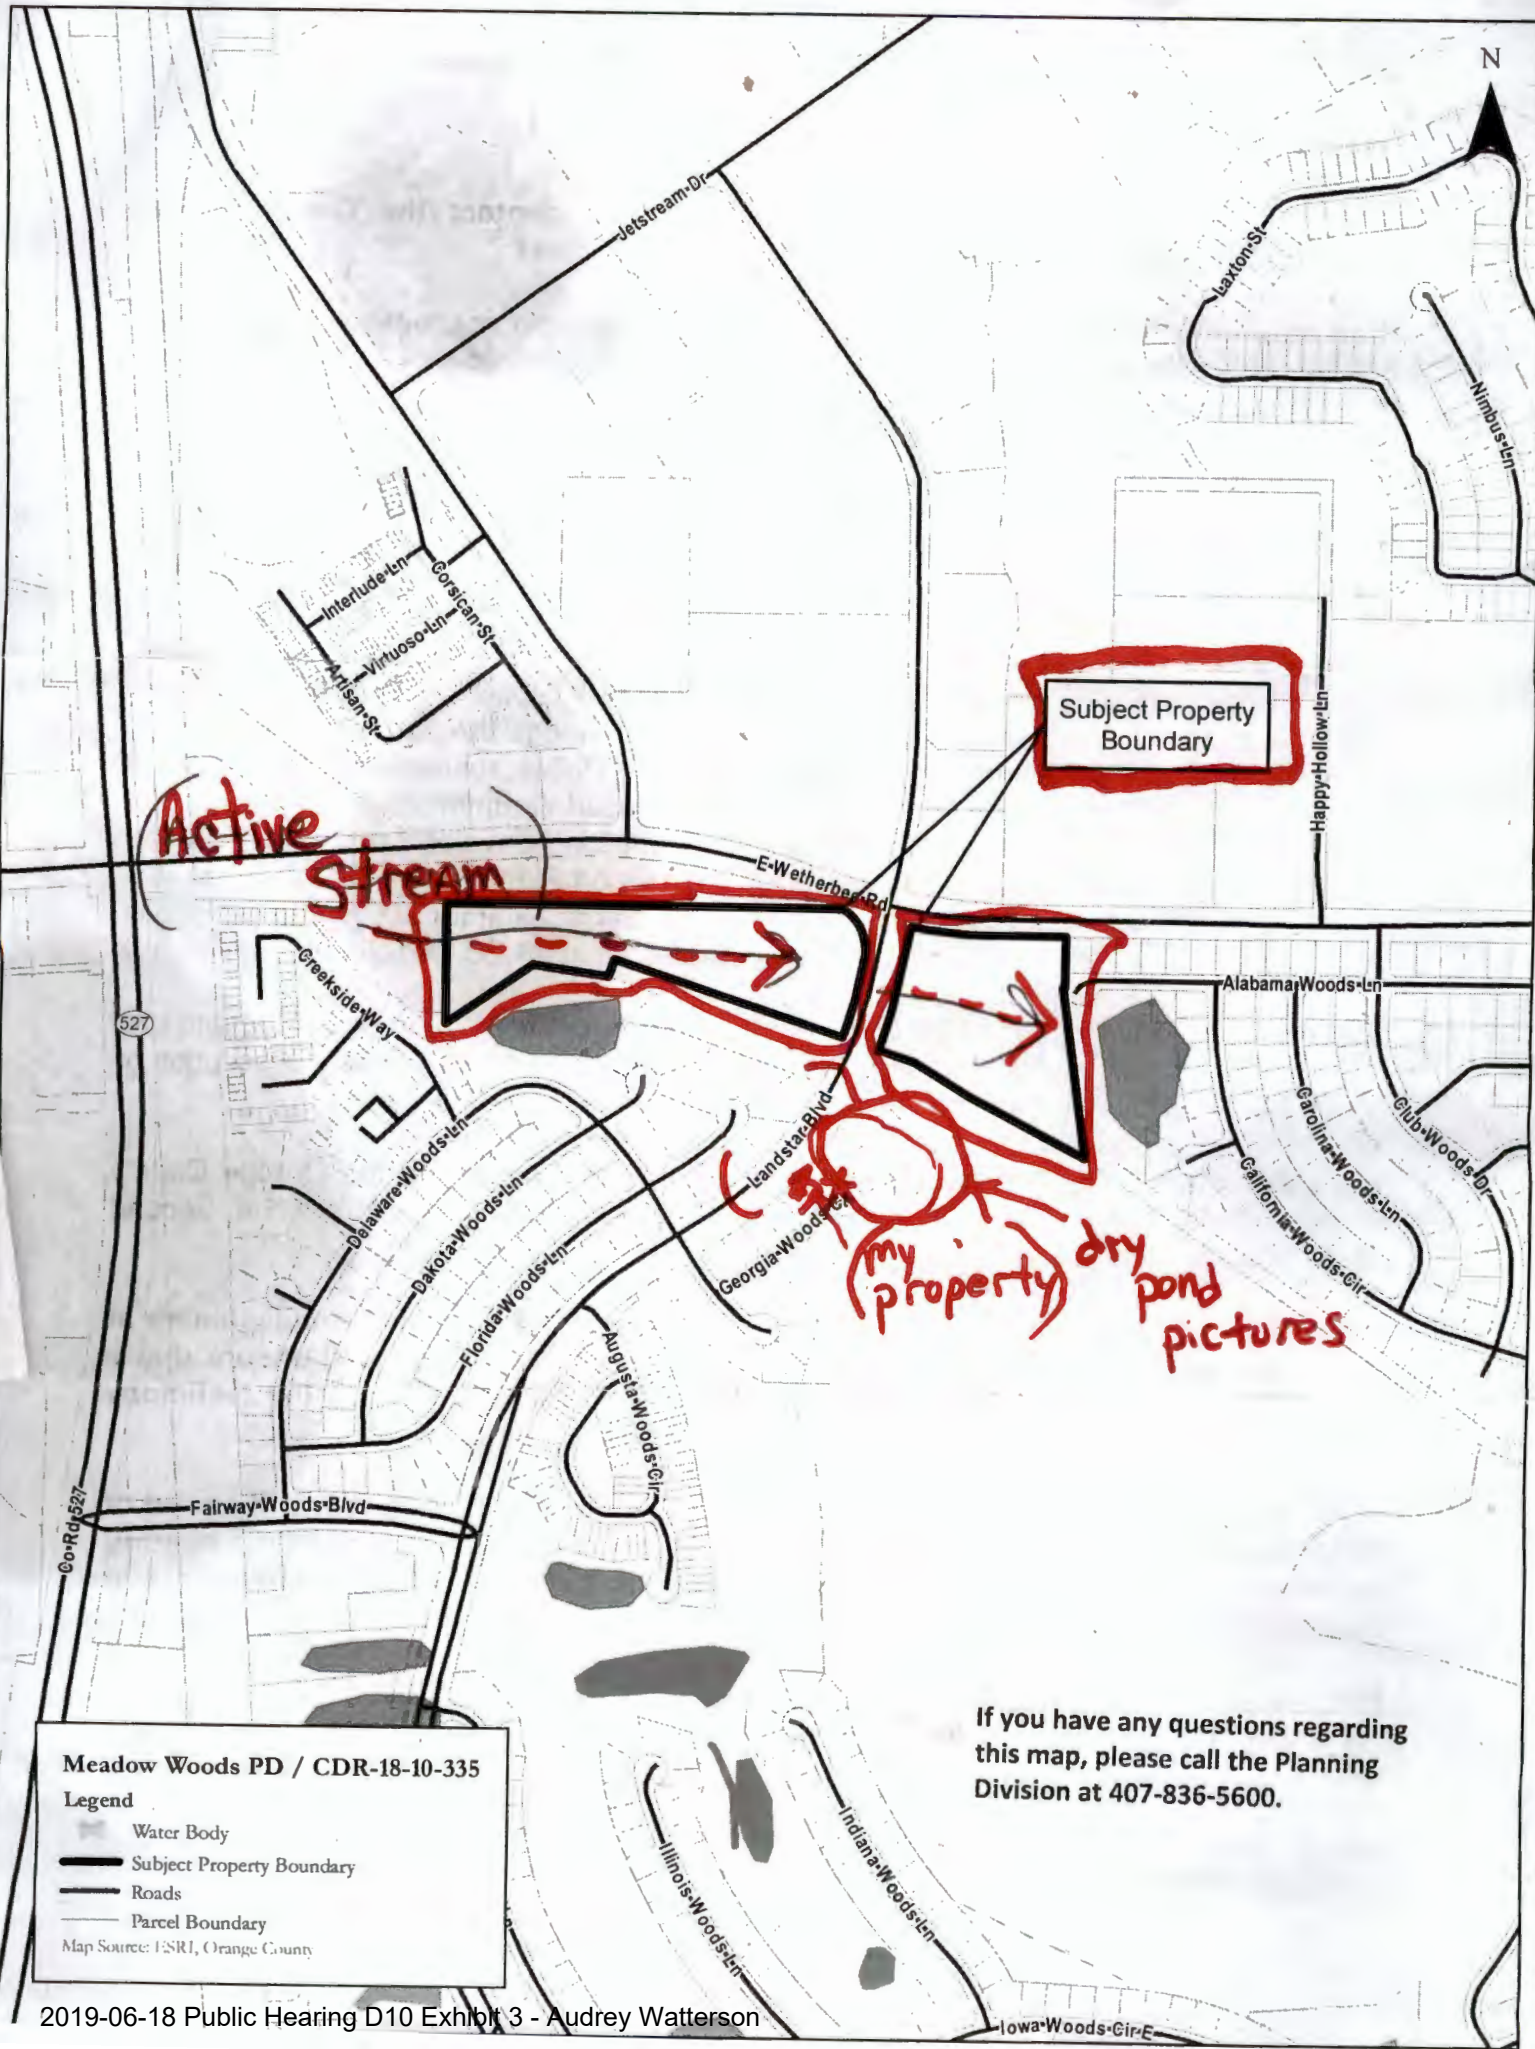 N
Jetstream Dr
Laxton St
Nimbus Ln
Interlude Ln
Corsican St
Virtuoso Ln
Artisan St
Subject Property
Boundary
Happy Hollow Ln
Active
Stream
E Wetherbee Rd
Creekside Way
Alabama Woods Ln
527
Carolina Woods Ln
Club Woods Dr
Landstar Blvd
Delaware Woods Ln
Dakota Woods Ln
California Woods Cir
Georgia Woods
(my
property)
dry
pond
pictures
Florida Woods Ln
Augusta Woods Cir
Co Rd 527
Fairway Woods Blvd
If you have any questions regarding
this map, please call the Planning
Division at 407-836-5600.
Meadow Woods PD / CDR-18-10-335
Legend
Water Body
Subject Property Boundary
Roads
Parcel Boundary
Map Source: ESRI, Orange County
Illinois Woods Ln
Indiana Woods Ln
Iowa Woods Cir E
2019-06-18 Public Hearing D10 Exhibit 3 - Audrey Watterson